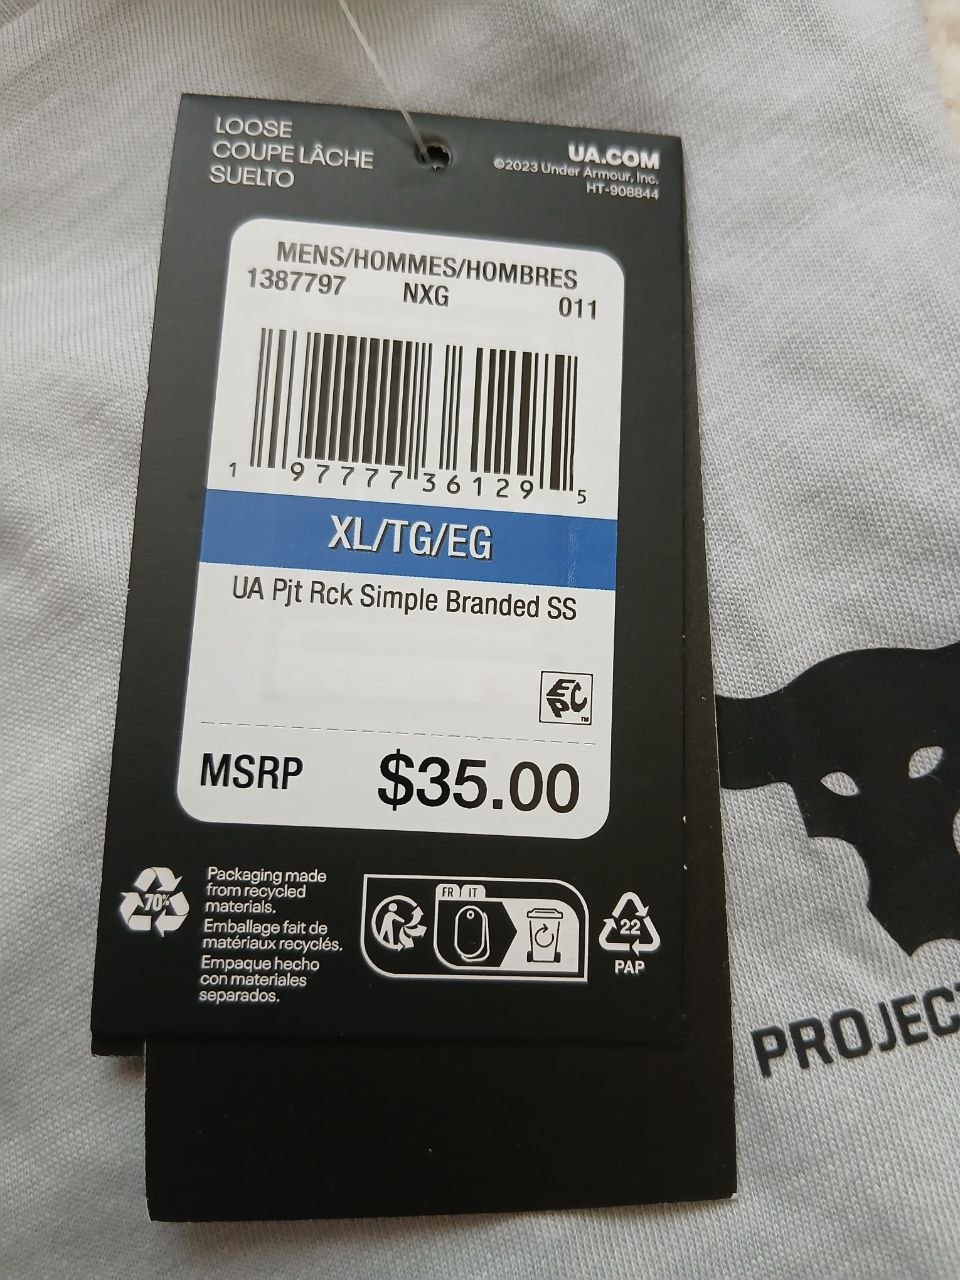 LOOSE
COUPE LÂCHE
SUELTO
UA.COM
©2023 Under Armour, Inc.
HT-908844
MENS/HOMMES/HOMBRES
1387797 NXG 011
1 97777 36129 5
XL/TG/EG
UA Pjt Rck Simple Branded SS
EPC™
MSRP $35.00
70%
Packaging made
from recycled
materials.
Emballage fait de
matériaux recyclés.
Empaque hecho
con materiales
separados.
FR IT
22
PAP
PROJEC